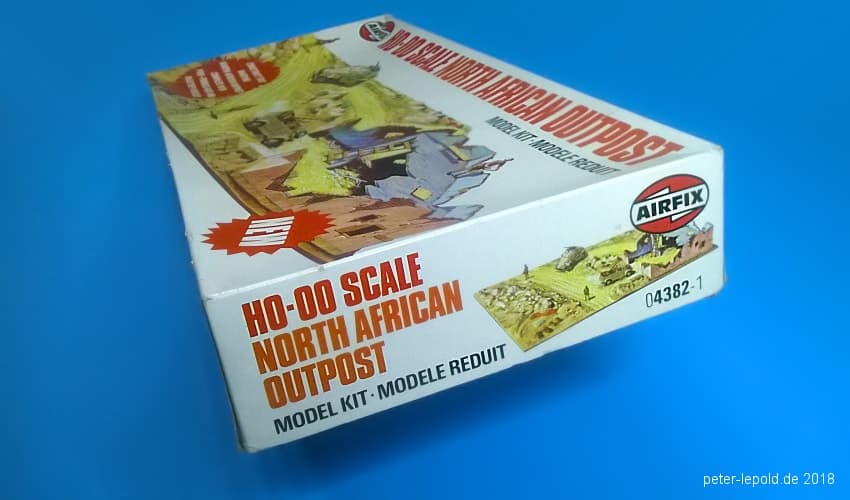 AIRFIX
HO-OO SCALE NORTH AFRICAN OUTPOST
MODEL KIT·MODELE REDUIT
NEW
AIRFIX
HO-OO SCALE
NORTH AFRICAN
OUTPOST
MODEL KIT·MODELE REDUIT
04382-1
peter-lepold.de 2018